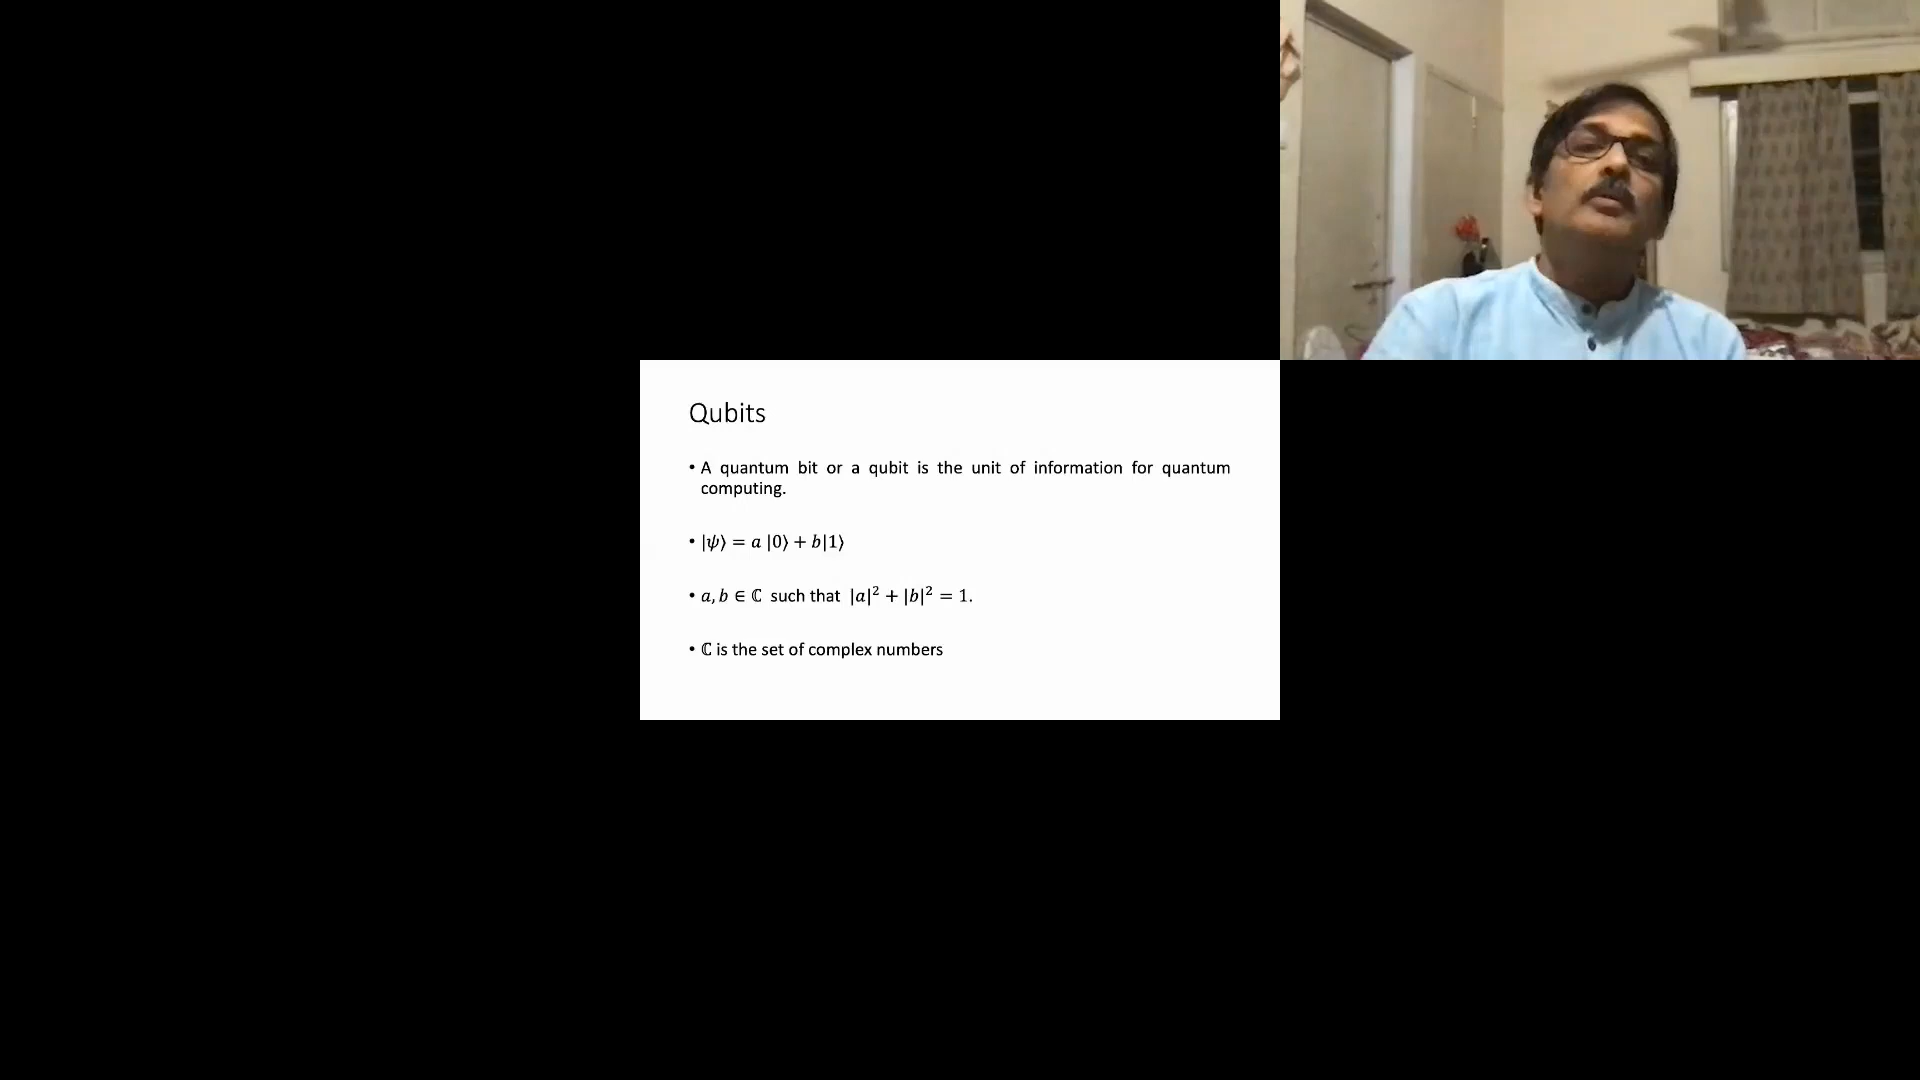 Qubits
• A quantum bit or a qubit is the unit of information for quantum
computing.
• |ψ⟩ = a |0⟩ + b|1⟩
• a, b ∈ ℂ such that |a|² + |b|² = 1.
• ℂ is the set of complex numbers